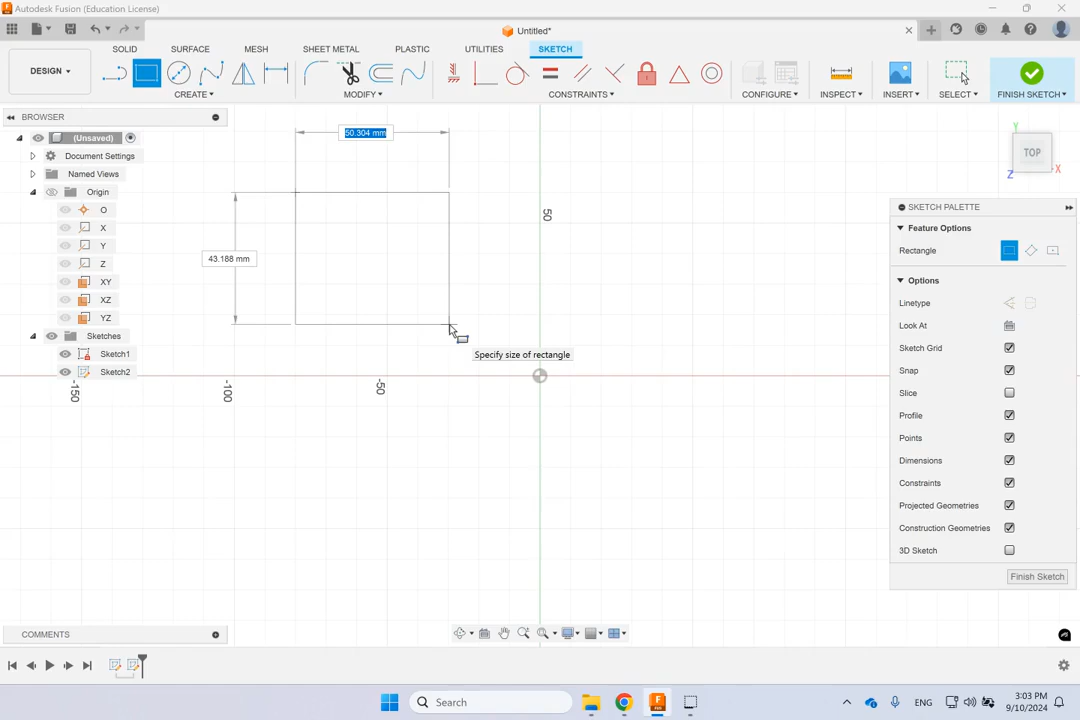 Autodesk Fusion (Education License)
Untitled*
DESIGN
SOLID
SURFACE
MESH
SHEET METAL
PLASTIC
UTILITIES
SKETCH
CREATE
MODIFY
CONSTRAINTS
CONFIGURE
INSPECT
INSERT
SELECT
FINISH SKETCH
BROWSER
(Unsaved)
Document Settings
Named Views
Origin
O
X
Y
Z
XY
XZ
YZ
Sketches
Sketch1
Sketch2
50.304 mm
43.188 mm
50
-150
-100
-50
Specify size of rectangle
Y
TOP
X
Z
SKETCH PALETTE
Feature Options
Rectangle
Options
Linetype
Look At
Sketch Grid
Snap
Slice
Profile
Points
Dimensions
Constraints
Projected Geometries
Construction Geometries
3D Sketch
Finish Sketch
COMMENTS
Search
ENG
3:03 PM
9/10/2024